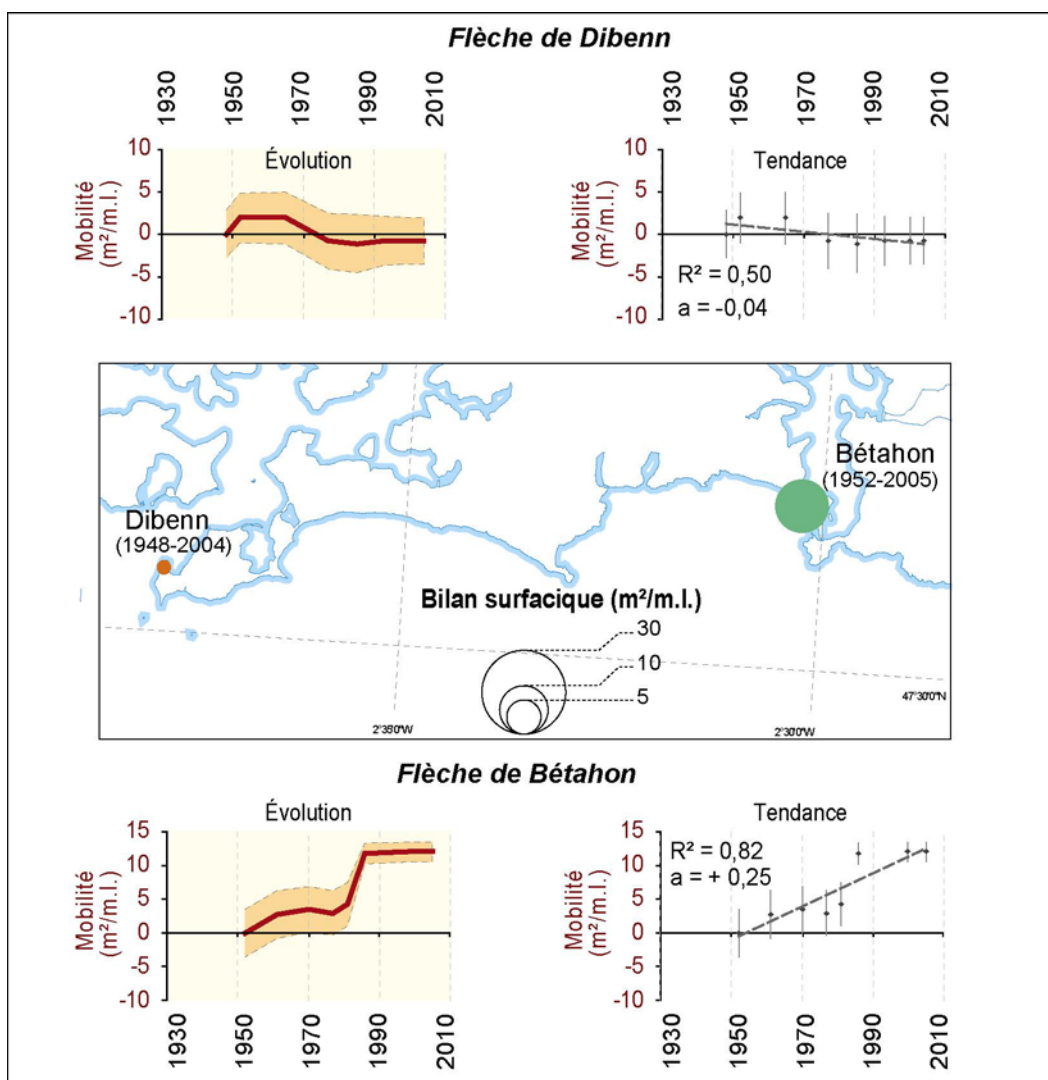 Flèche de Dibenn
1930 1950 1970 1990 2010
1930 1950 1970 1990 2010
Évolution
Mobilité
(m²/m.l.)
10
5
0
-5
-10
Tendance
Mobilité
(m²/m.l.)
10
5
0
-5
-10
R² = 0,50
a = -0,04
Bétahon
(1952-2005)
Dibenn
(1948-2004)
Bilan surfacique (m²/m.l.)
30
10
5
2°35'0"W
2°30'0"W
47°30'0"N
Flèche de Bétahon
Évolution
Mobilité
(m²/m.l.)
15
10
5
0
-5
-10
1930 1950 1970 1990 2010
Tendance
Mobilité
(m²/m.l.)
15
10
5
0
-5
-10
R² = 0,82
a = + 0,25
1930 1950 1970 1990 2010